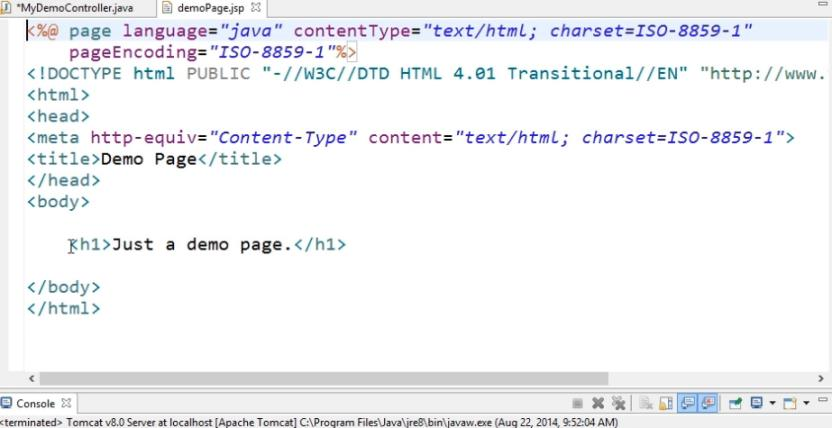 *MyDemoController.java demoPage.jsp
<%@ page language="java" contentType="text/html; charset=ISO-8859-1"
pageEncoding="ISO-8859-1"%>
<!DOCTYPE html PUBLIC "-//W3C//DTD HTML 4.01 Transitional//EN" "http://www.
<html>
<head>
<meta http-equiv="Content-Type" content="text/html; charset=ISO-8859-1">
<title>Demo Page</title>
</head>
<body>
<h1>Just a demo page.</h1>
</body>
</html>
Console
<terminated> Tomcat v8.0 Server at localhost [Apache Tomcat] C:\Program Files\Java\jre8\bin\javaw.exe (Aug 22, 2014, 9:52:04 AM)